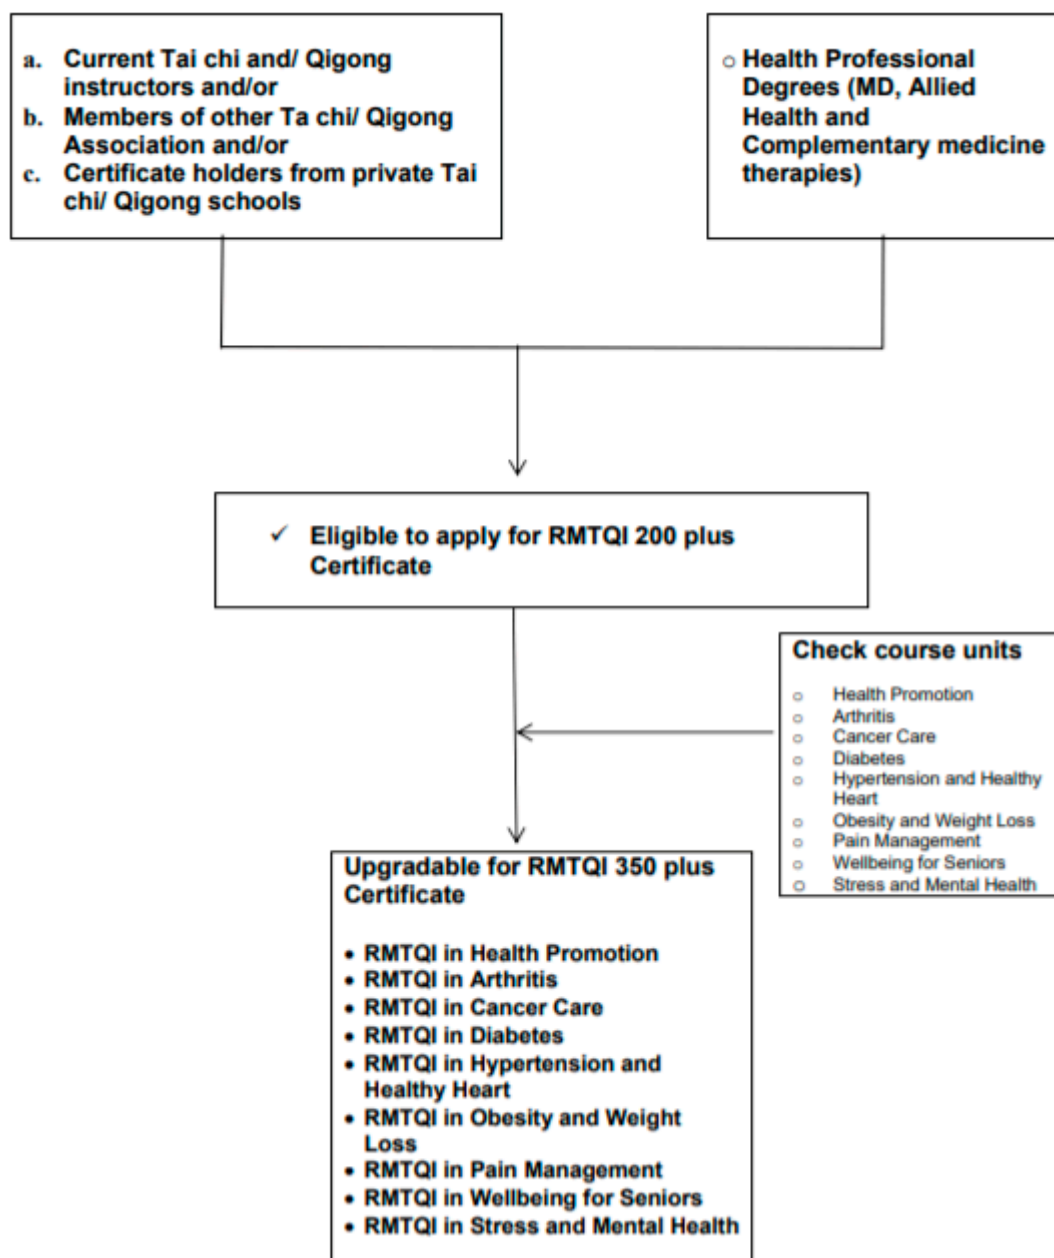 a. Current Tai chi and/ Qigong
instructors and/or
b. Members of other Ta chi/ Qigong
Association and/or
c. Certificate holders from private Tai
chi/ Qigong schools
o Health Professional
Degrees (MD, Allied
Health and
Complementary medicine
therapies)
✓ Eligible to apply for RMTQI 200 plus
Certificate
Check course units
o Health Promotion
o Arthritis
o Cancer Care
o Diabetes
o Hypertension and Healthy
Heart
o Obesity and Weight Loss
o Pain Management
o Wellbeing for Seniors
o Stress and Mental Health
Upgradable for RMTQI 350 plus
Certificate
• RMTQI in Health Promotion
• RMTQI in Arthritis
• RMTQI in Cancer Care
• RMTQI in Diabetes
• RMTQI in Hypertension and
Healthy Heart
• RMTQI in Obesity and Weight
Loss
• RMTQI in Pain Management
• RMTQI in Wellbeing for Seniors
• RMTQI in Stress and Mental Health